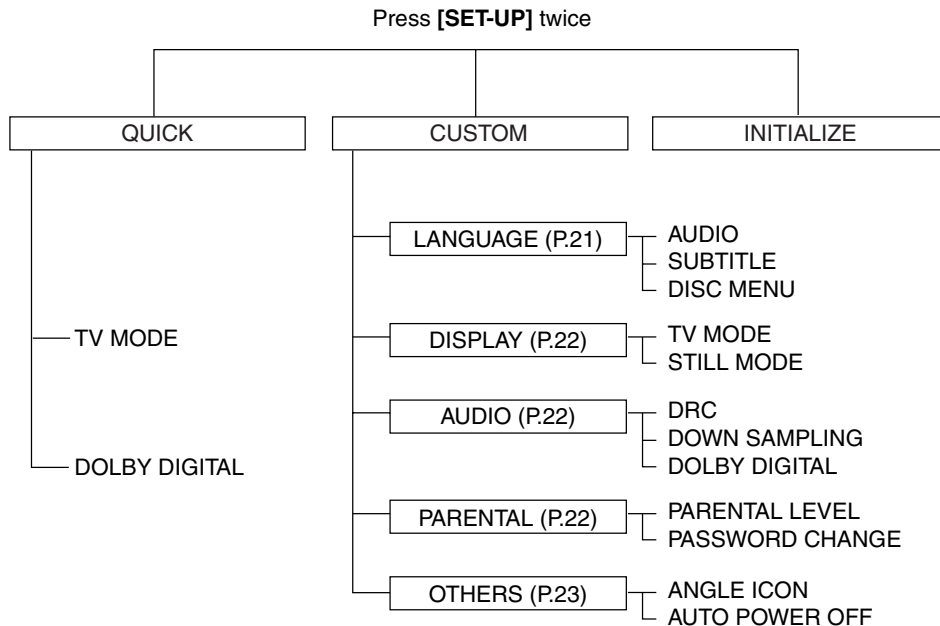 Press [SET-UP] twice
QUICK
CUSTOM
INITIALIZE
TV MODE
DOLBY DIGITAL
LANGUAGE (P.21)
AUDIO
SUBTITLE
DISC MENU
DISPLAY (P.22)
TV MODE
STILL MODE
AUDIO (P.22)
DRC
DOWN SAMPLING
DOLBY DIGITAL
PARENTAL (P.22)
PARENTAL LEVEL
PASSWORD CHANGE
OTHERS (P.23)
ANGLE ICON
AUTO POWER OFF